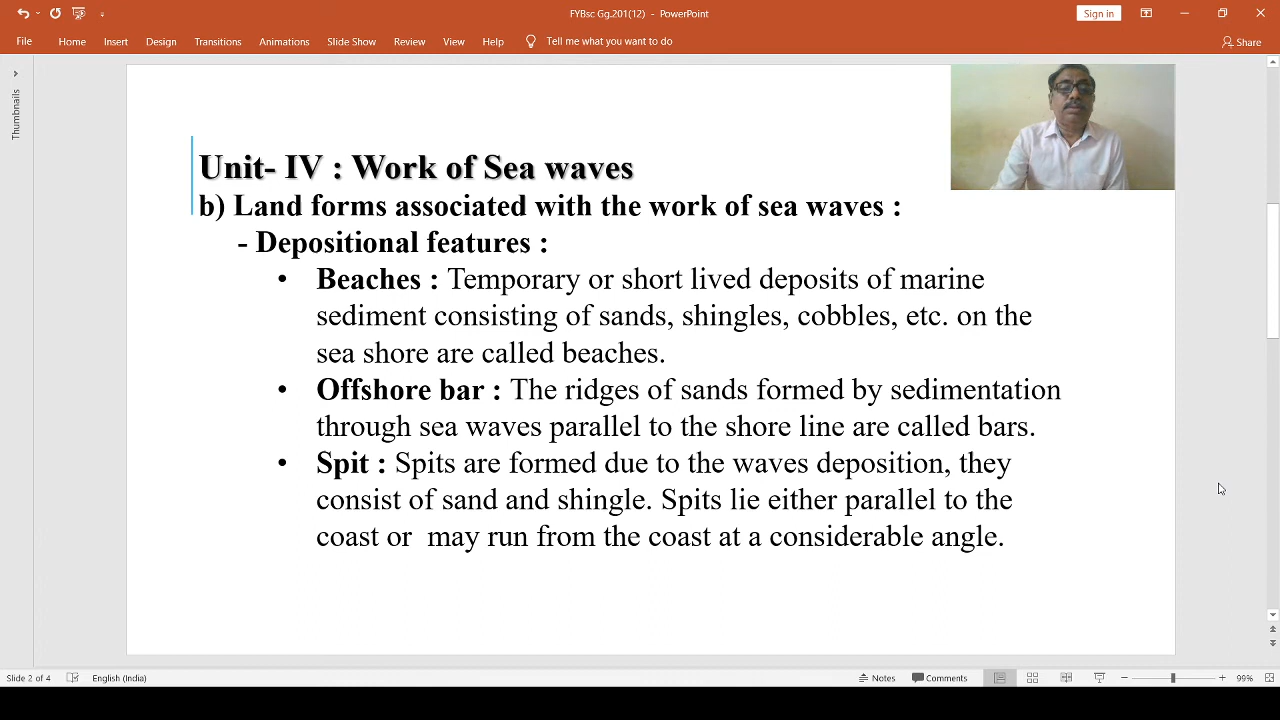 FYBsc Gg.201(12) - PowerPoint
Sign in
File Home Insert Design Transitions Animations Slide Show Review View Help Tell me what you want to do
Share
Thumbnails
Unit- IV : Work of Sea waves
b) Land forms associated with the work of sea waves :
- Depositional features :
• Beaches : Temporary or short lived deposits of marine
sediment consisting of sands, shingles, cobbles, etc. on the
sea shore are called beaches.
• Offshore bar : The ridges of sands formed by sedimentation
through sea waves parallel to the shore line are called bars.
• Spit : Spits are formed due to the waves deposition, they
consist of sand and shingle. Spits lie either parallel to the
coast or may run from the coast at a considerable angle.
Slide 2 of 4 English (India) Notes Comments 99%